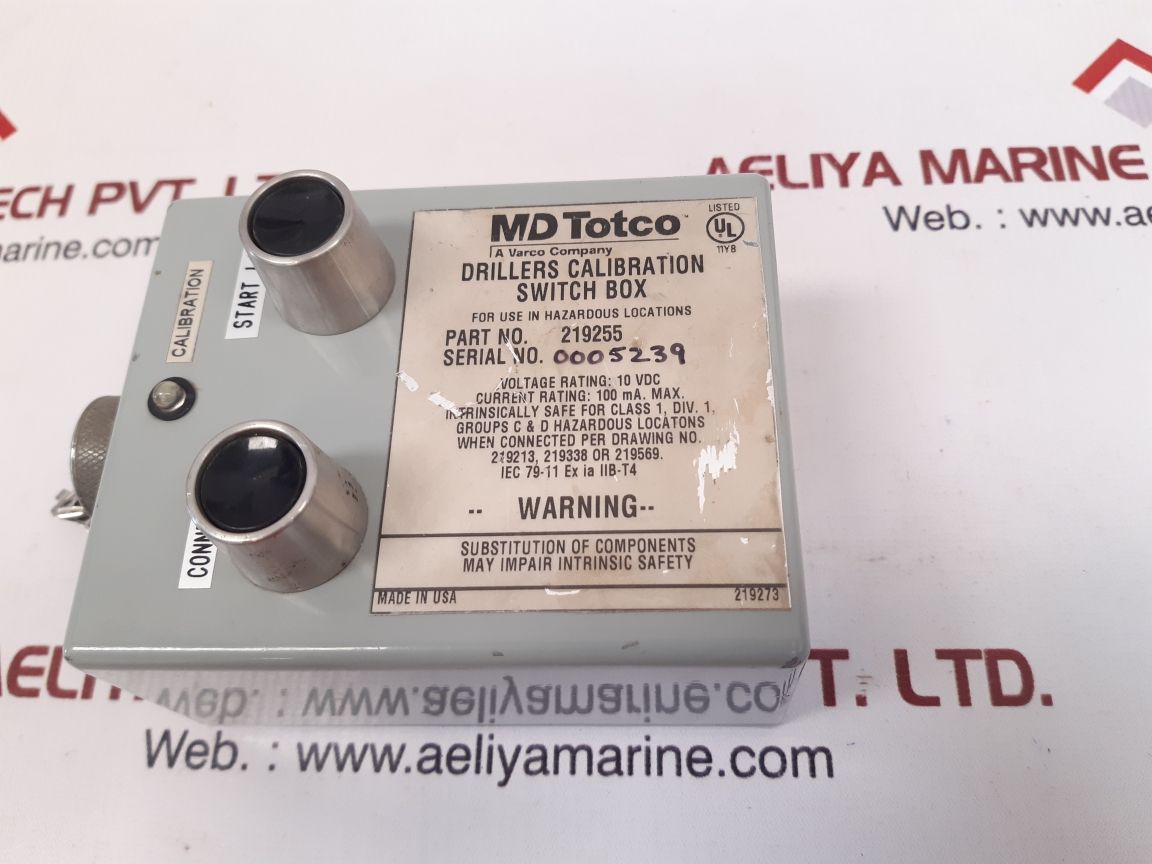 TECH PVT. LT
www.aeliyamarine.com
AELIYA MARINE
Web. : www.ae
CALIBRATION
START
CONN
MD Totco™
A Varco Company
LISTED
UL
11Y8
DRILLERS CALIBRATION
SWITCH BOX
FOR USE IN HAZARDOUS LOCATIONS
PART NO. 219255
SERIAL NO. 0005239
VOLTAGE RATING: 10 VDC
CURRENT RATING: 100 mA. MAX.
INTRINSICALLY SAFE FOR CLASS 1, DIV. 1,
GROUPS C & D HAZARDOUS LOCATONS
WHEN CONNECTED PER DRAWING NO.
219213, 219338 OR 219569.
IEC 79-11 Ex ia IIB-T4
-- WARNING--
SUBSTITUTION OF COMPONENTS
MAY IMPAIR INTRINSIC SAFETY
MADE IN USA 219273
T. LTD.
Web. : www.aeliyamarine.com